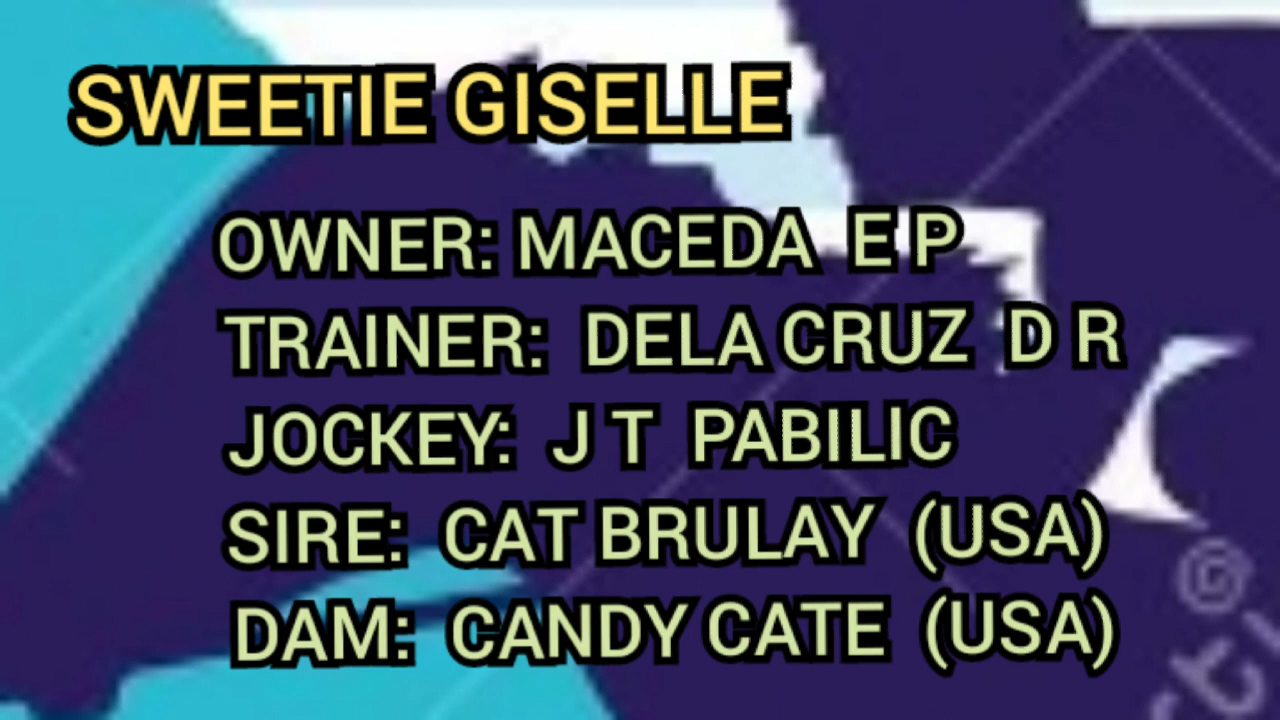 SWEETIE GISELLE
OWNER: MACEDA E P
TRAINER: DELA CRUZ D R
JOCKEY: J T PABILIC
SIRE: CAT BRULAY (USA)
DAM: CANDY CATE (USA)